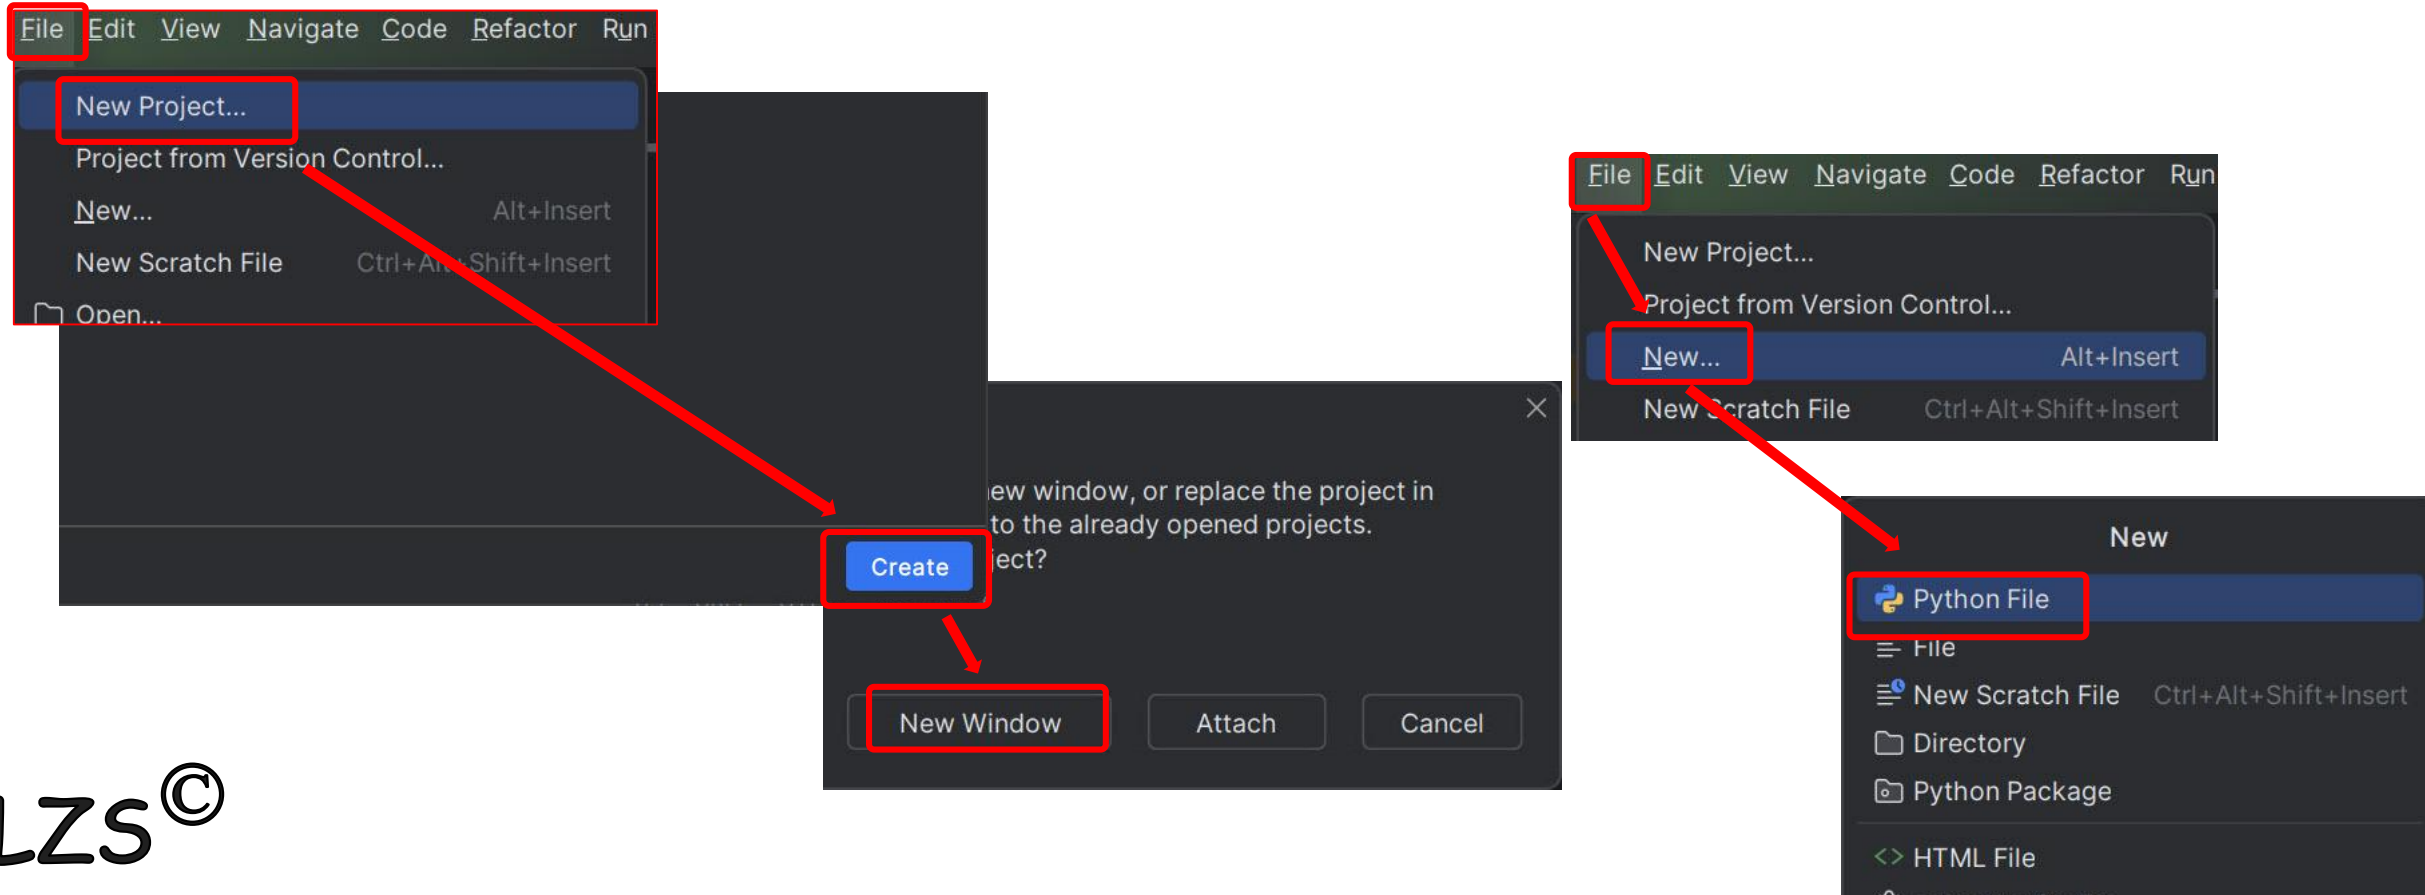 File Edit View Navigate Code Refactor Run
New Project...
Project from Version Control...
New... Alt+Insert
New Scratch File Ctrl+Alt+Shift+Insert
Open...
Create
new window, or replace the project in
to the already opened projects.
ject?
New Window Attach Cancel
File Edit View Navigate Code Refactor Run
New Project...
Project from Version Control...
New... Alt+Insert
New Scratch File Ctrl+Alt+Shift+Insert
New
Python File
File
New Scratch File Ctrl+Alt+Shift+Insert
Directory
Python Package
HTML File
LZS©